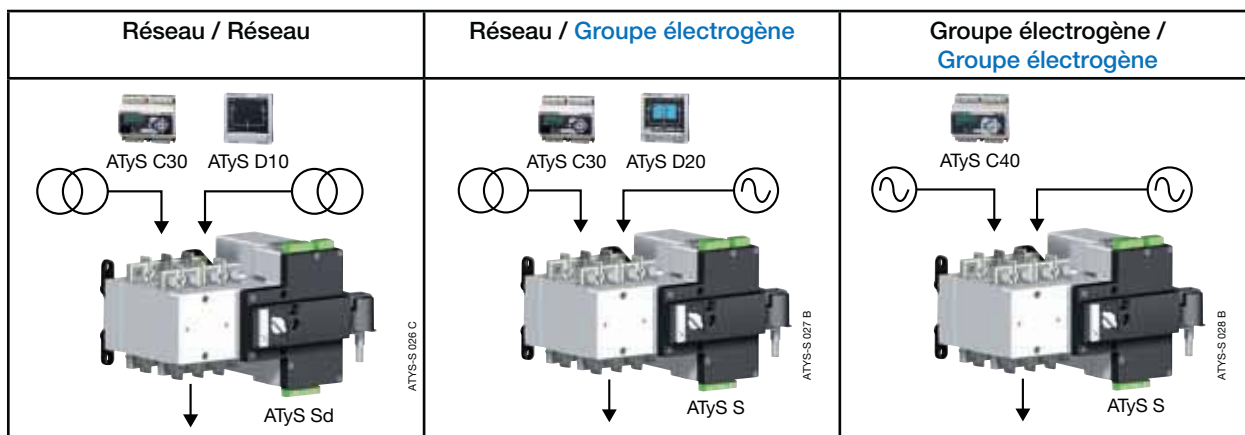 Réseau / Réseau
Réseau / Groupe électrogène
Groupe électrogène /
Groupe électrogène
ATyS C30
ATyS D10
ATYS-S 026 C
ATyS Sd
ATyS C30
ATyS D20
ATYS-S 027 B
ATyS S
ATyS C40
ATYS-S 028 B
ATyS S